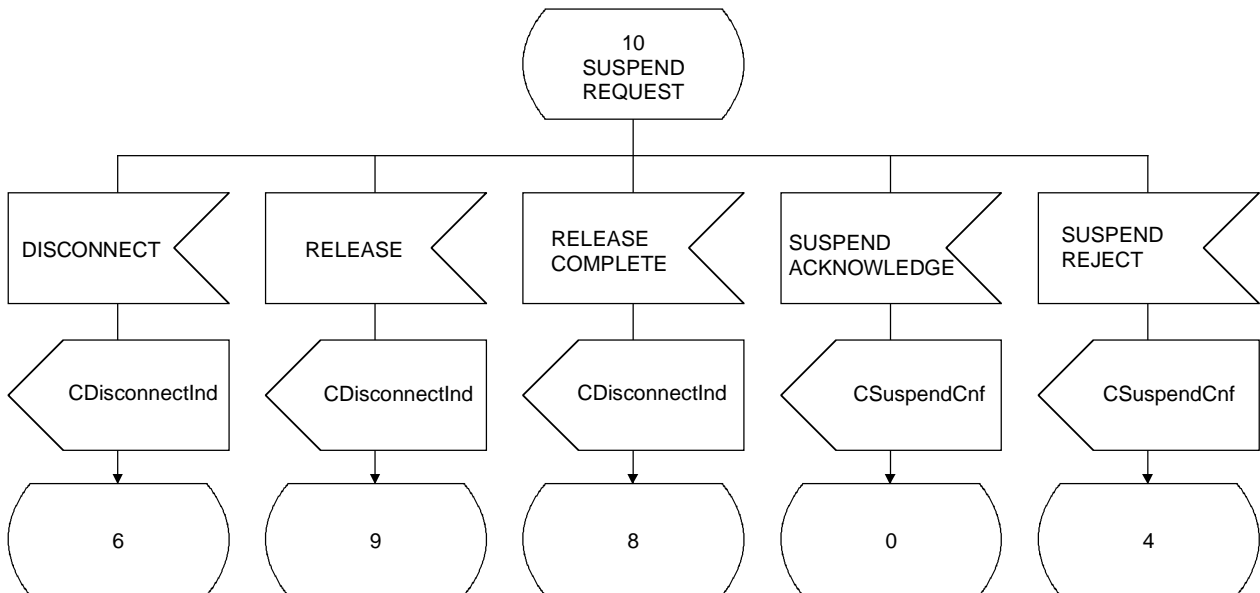 10
SUSPEND
REQUEST
DISCONNECT
RELEASE
RELEASE
COMPLETE
SUSPEND
ACKNOWLEDGE
SUSPEND
REJECT
CDisconnectInd
CDisconnectInd
CDisconnectInd
CSuspendCnf
CSuspendCnf
6
9
8
0
4